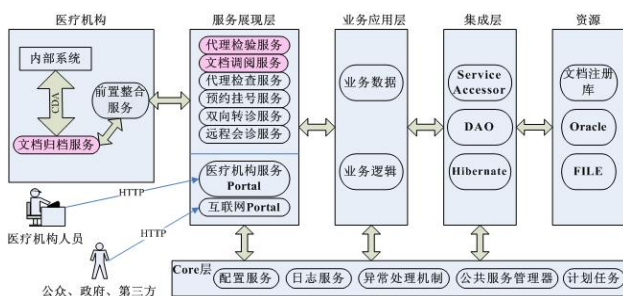 医疗机构
内部系统
CDA
前置整合
服务
文档归档服务
服务展现层
代理检验服务
文档调阅服务
代理检查服务
预约挂号服务
双向转诊服务
远程会诊服务
医疗机构服务
Portal
互联网Portal
业务应用层
业务数据
业务逻辑
集成层
Service
Accessor
DAO
Hibernate
资源
文档注册
库
Oracle
FILE
HTTP
医疗机构人员
HTTP
公众、政府、第三方
Core层
配置服务
日志服务
异常处理机制
公共服务管理器
计划任务